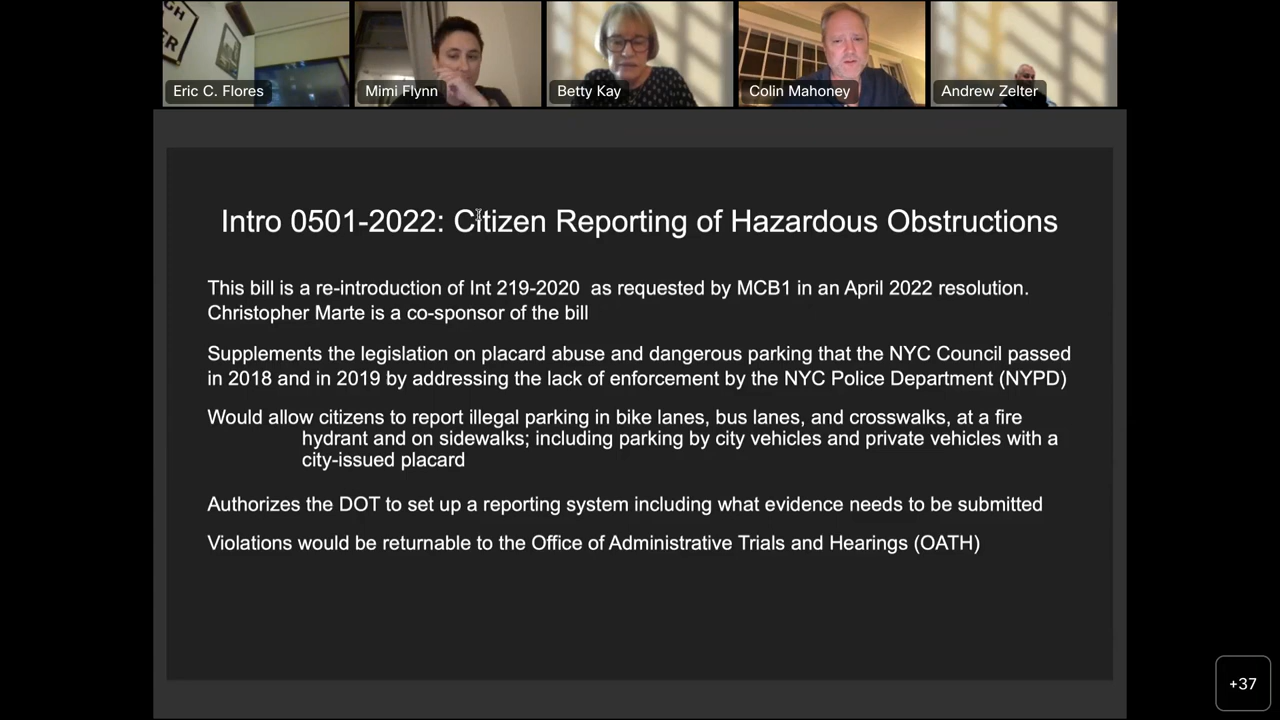 Eric C. Flores
Mimi Flynn
Betty Kay
Colin Mahoney
Andrew Zelter
Intro 0501-2022: Citizen Reporting of Hazardous Obstructions
This bill is a re-introduction of Int 219-2020 as requested by MCB1 in an April 2022 resolution.
Christopher Marte is a co-sponsor of the bill
Supplements the legislation on placard abuse and dangerous parking that the NYC Council passed
in 2018 and in 2019 by addressing the lack of enforcement by the NYC Police Department (NYPD)
Would allow citizens to report illegal parking in bike lanes, bus lanes, and crosswalks, at a fire
hydrant and on sidewalks; including parking by city vehicles and private vehicles with a
city-issued placard
Authorizes the DOT to set up a reporting system including what evidence needs to be submitted
Violations would be returnable to the Office of Administrative Trials and Hearings (OATH)
+37